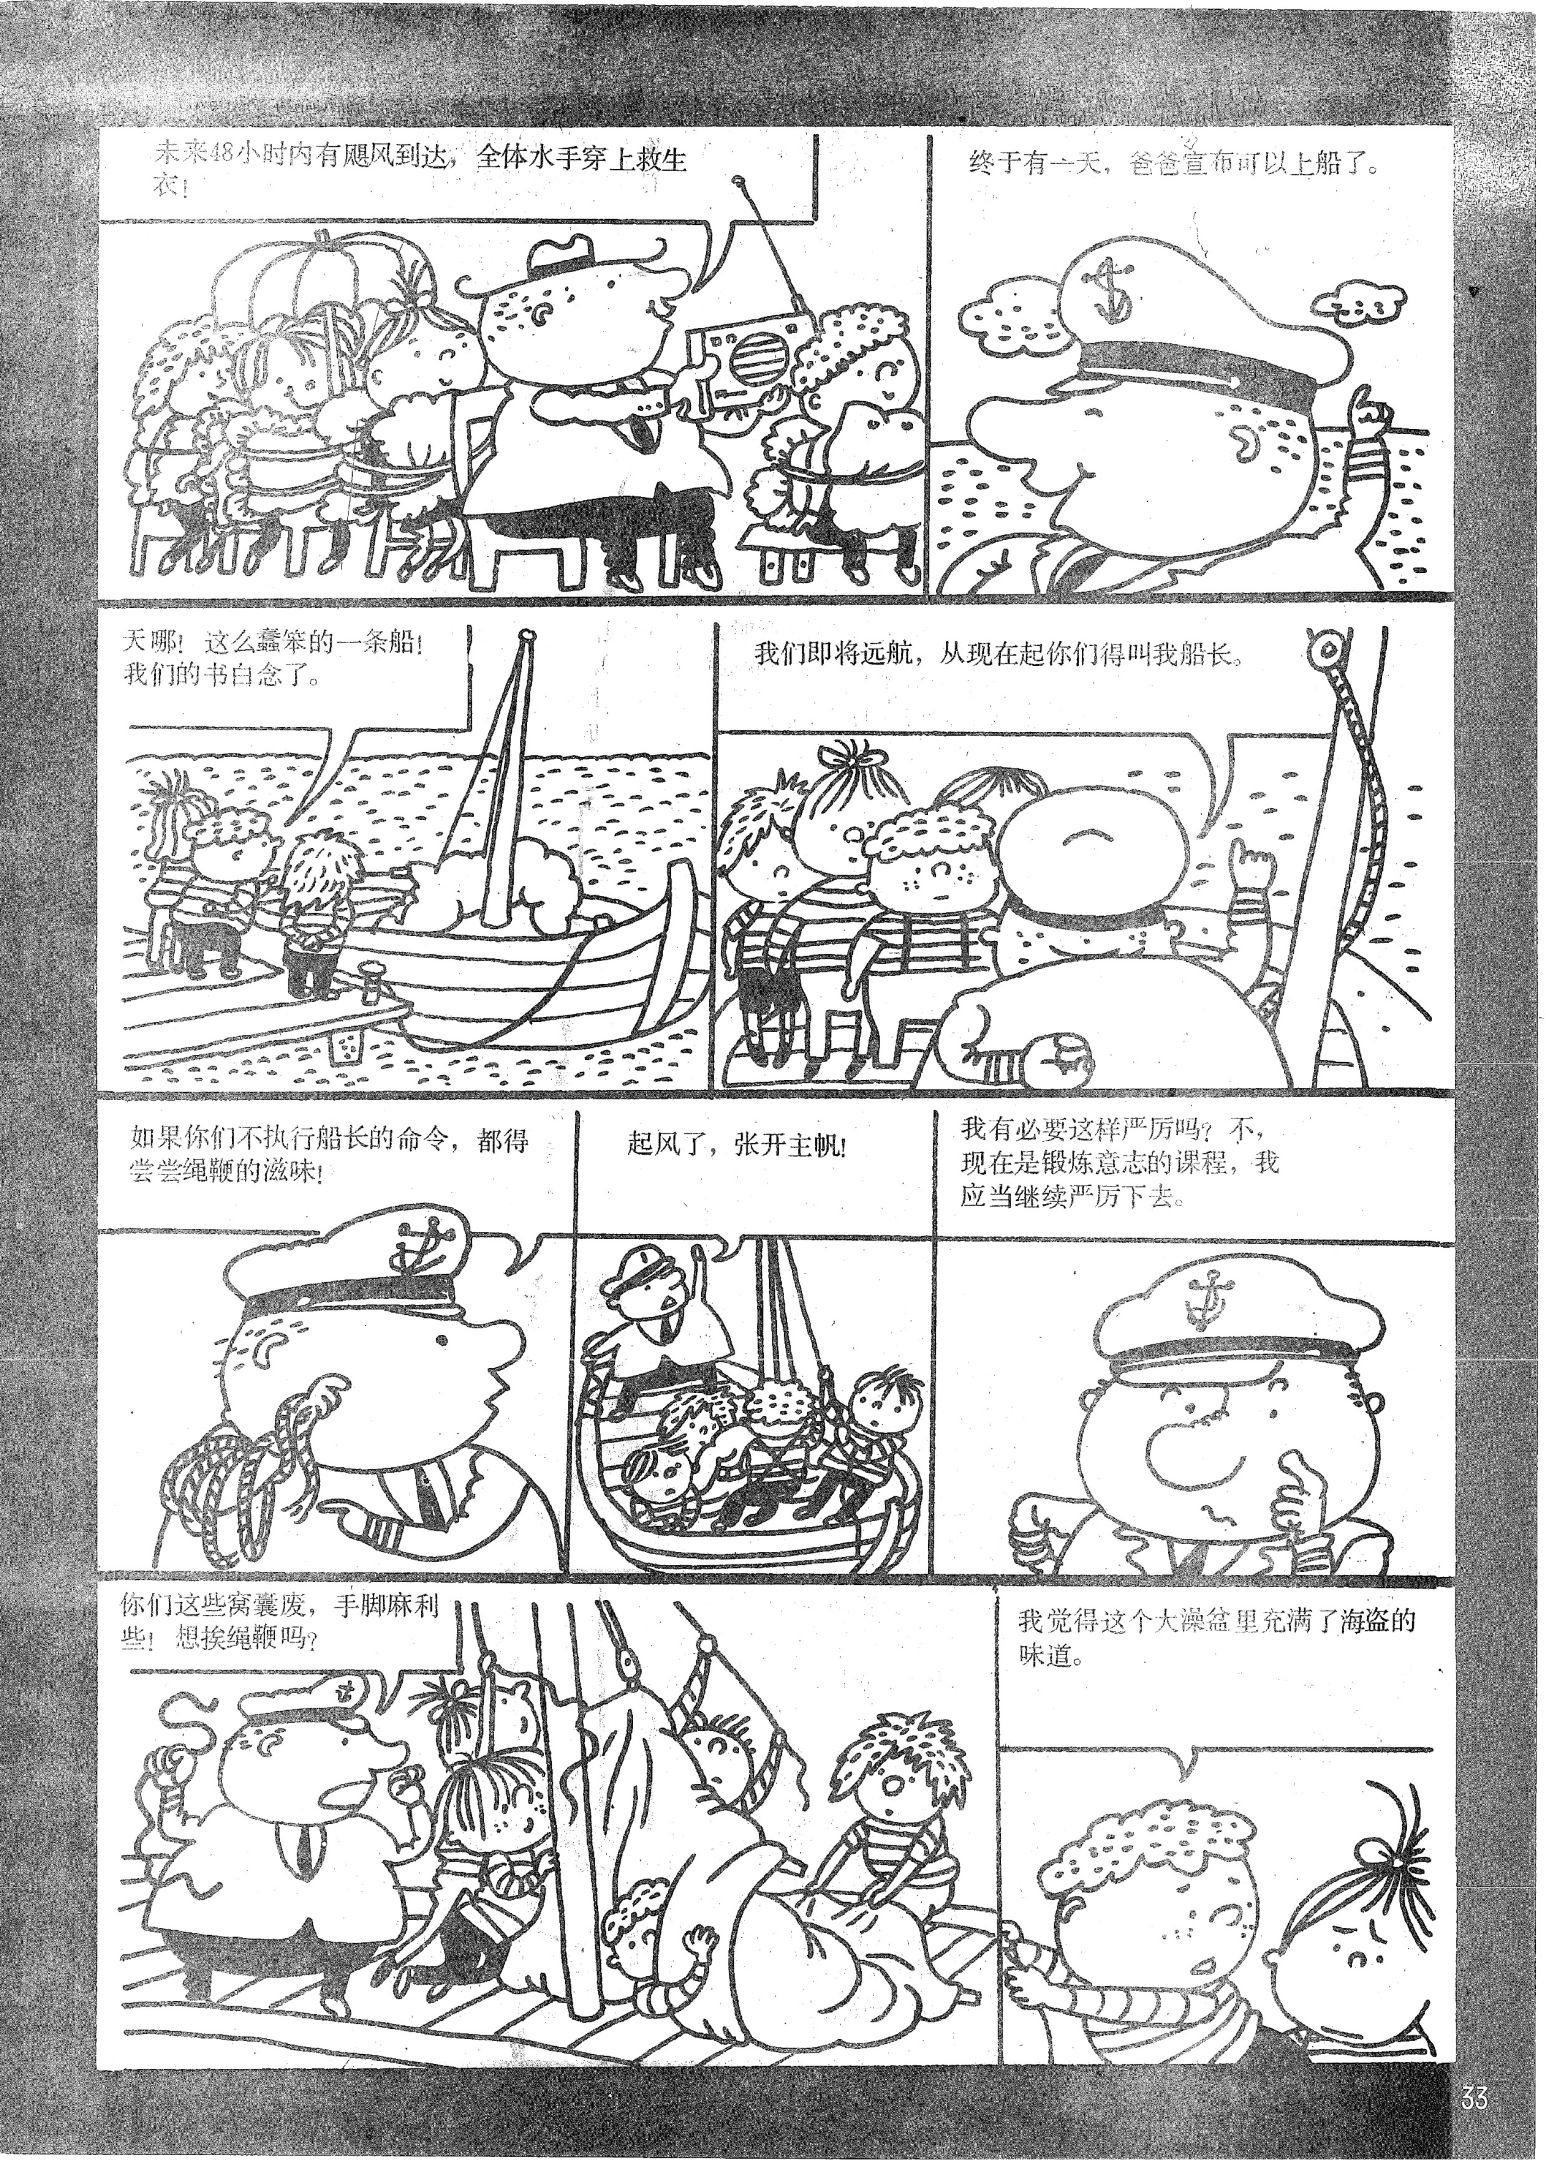 未来48小时内有飓风到达，全体水手穿上救生
衣！
终于有一天，爸爸宣布可以上船了。
天哪！这么蠢笨的一条船！
我们的书白念了。
我们即将远航，从现在起你们得叫我船长。
如果你们不执行船长的命令，都得
尝尝绳鞭的滋味！
起风了，张开主帆！
我有必要这样严厉吗？不，
现在是锻炼意志的课程，我
应当继续严厉下去。
你们这些窝囊废，手脚麻利
些！想挨绳鞭吗？
我觉得这个大澡盆里充满了海盗的
味道。
33